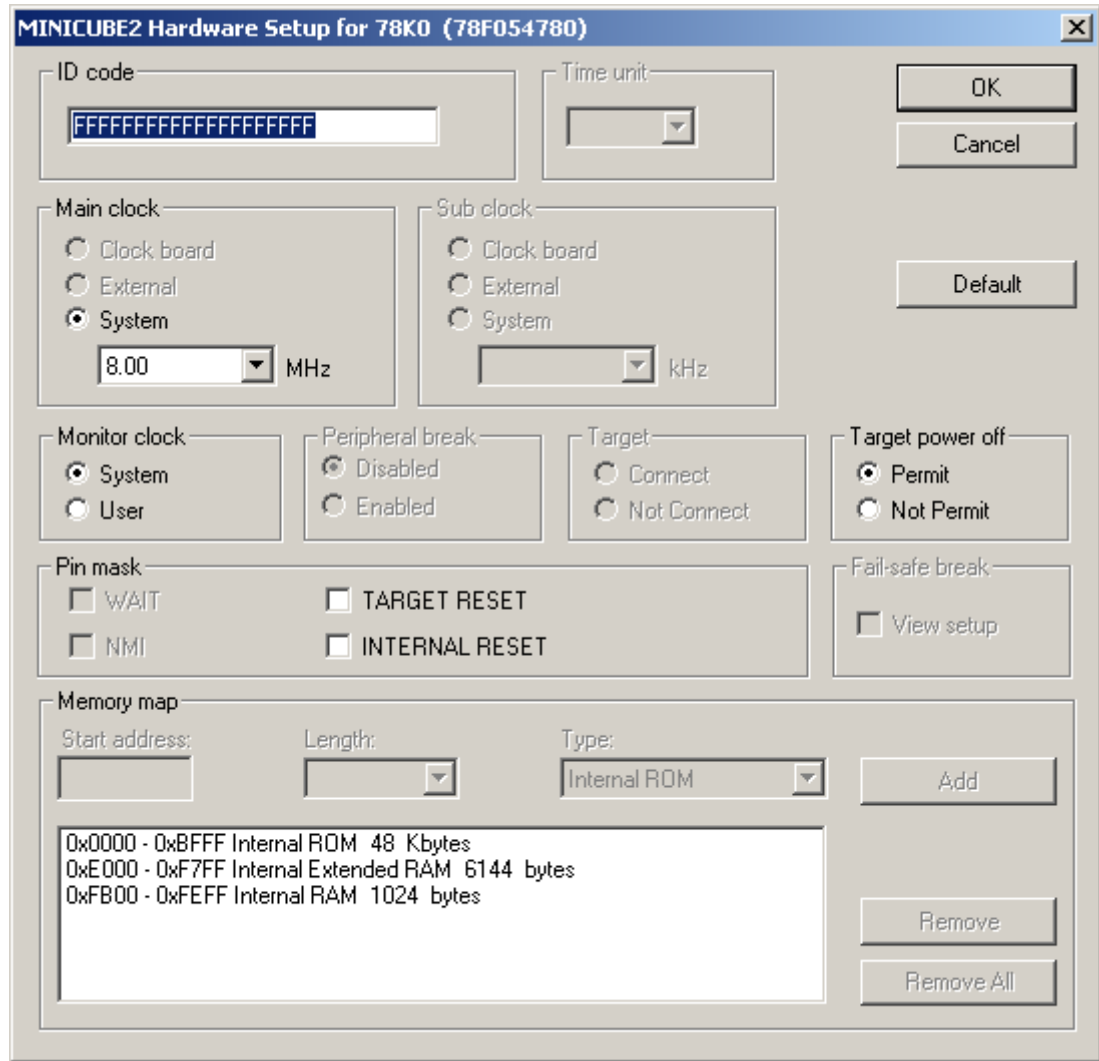 MINICUBE2 Hardware Setup for 78K0 (78F054780)
ID code
FFFFFFFFFFFFFFFFFFFF
Time unit
OK
Cancel
Main clock
Clock board
External
System
8.00 MHz
Sub clock
Clock board
External
System
kHz
Default
Monitor clock
System
User
Peripheral break
Disabled
Enabled
Target
Connect
Not Connect
Target power off
Permit
Not Permit
Pin mask
WAIT
TARGET RESET
NMI
INTERNAL RESET
Fail-safe break
View setup
Memory map
Start address:
Length:
Type:
Internal ROM
Add
0x0000 - 0xBFFF Internal ROM 48 Kbytes
0xE000 - 0xF7FF Internal Extended RAM 6144 bytes
0xFB00 - 0xFEFF Internal RAM 1024 bytes
Remove
Remove All